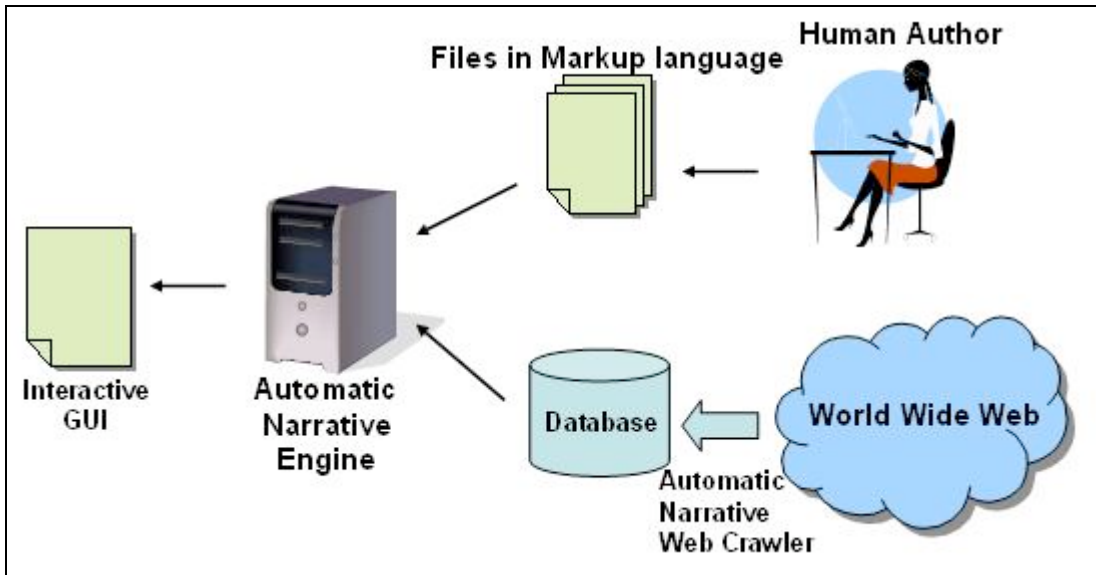 Human Author
Files in Markup language
Interactive
GUI
Automatic
Narrative
Engine
Database
World Wide Web
Automatic
Narrative
Web Crawler